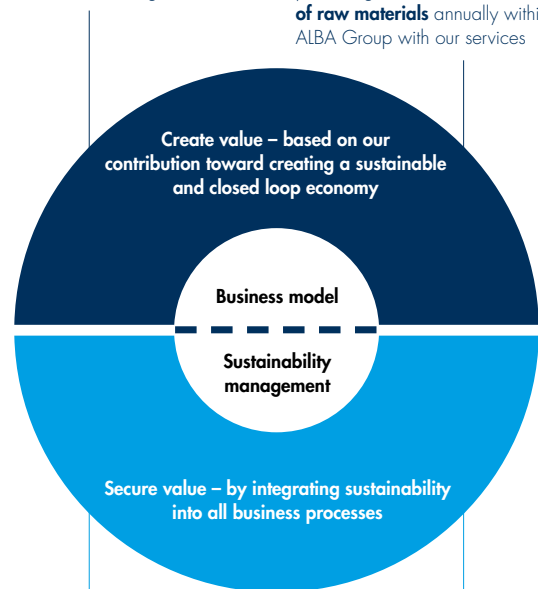 of raw materials annually withi
ALBA Group with our services
Create value – based on our
contribution toward creating a sustainable
and closed loop economy
Business model
Sustainability
management
Secure value – by integrating sustainability
into all business processes